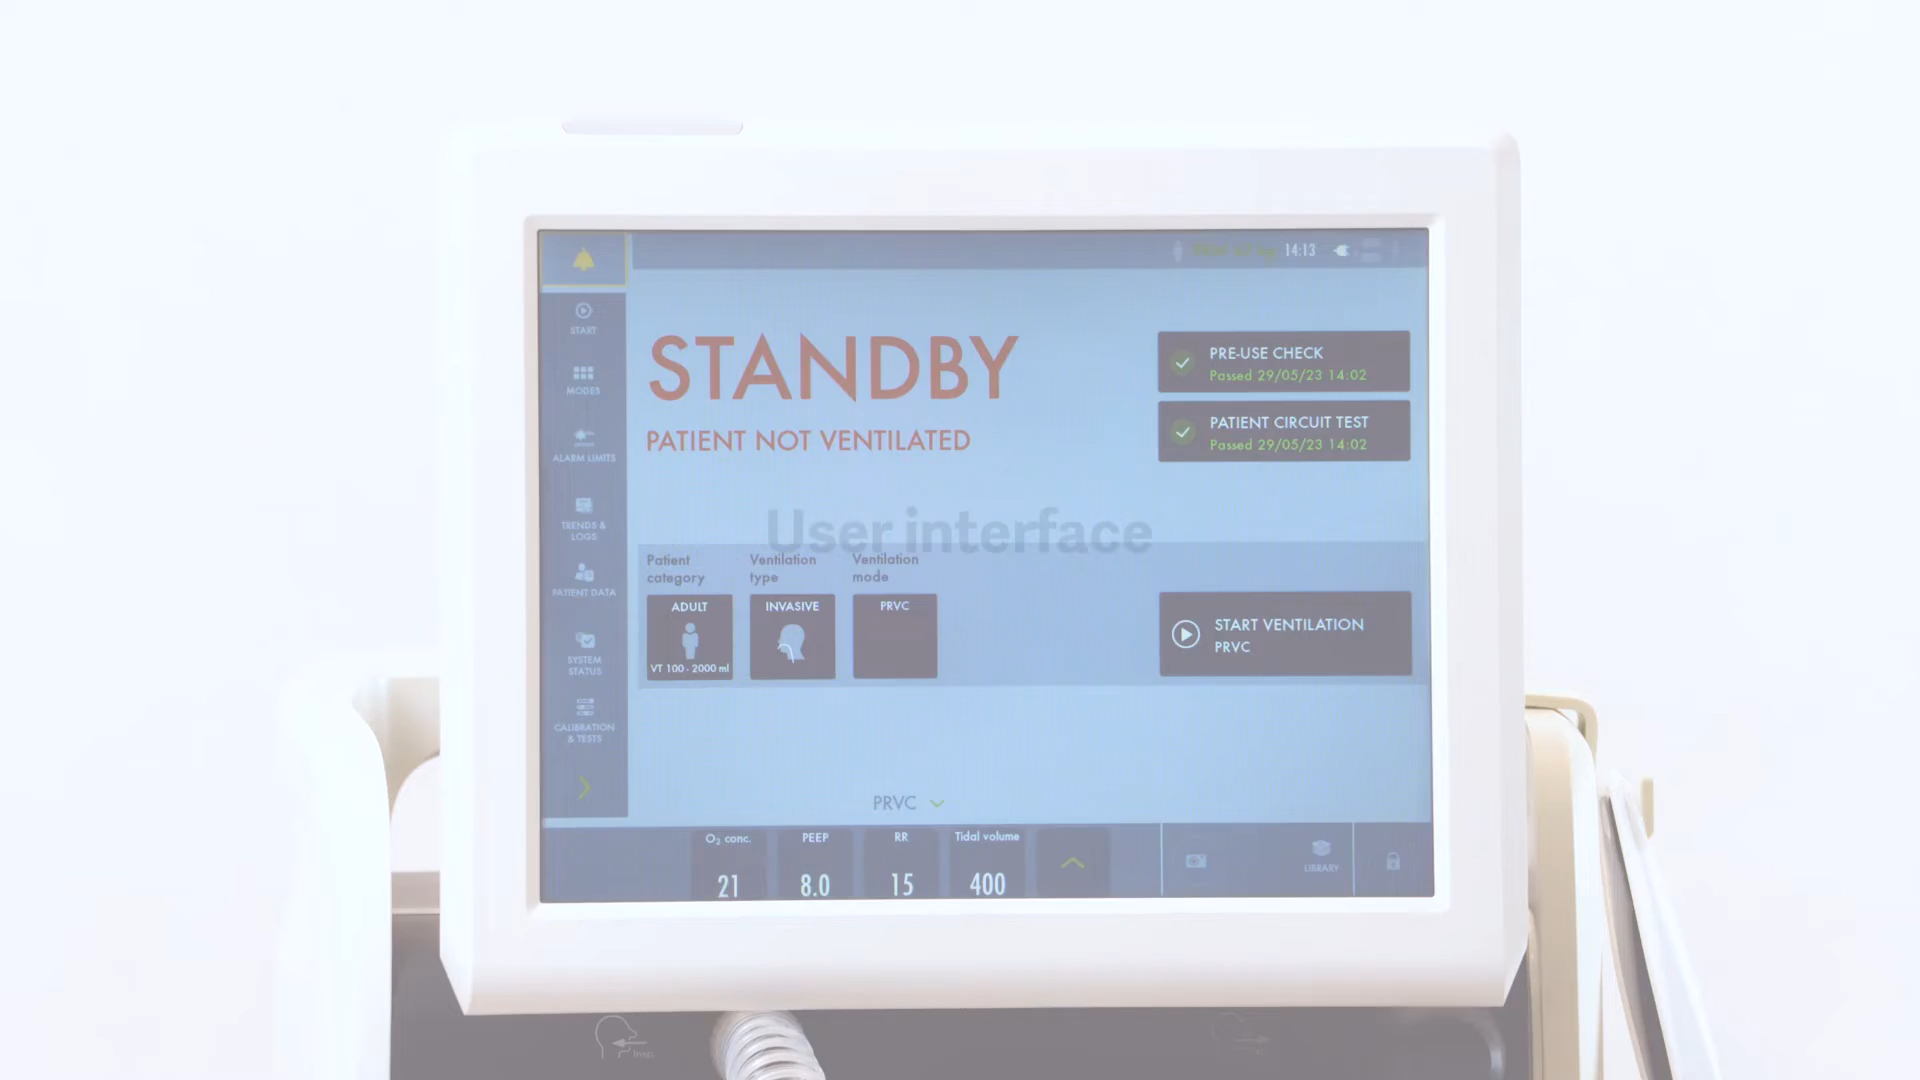 14:13
START
MODES
ALARM LIMITS
TRENDS &
LOGS
PATIENT DATA
SYSTEM
STATUS
CALIBRATION
& TESTS
STANDBY
PATIENT NOT VENTILATED
PRE-USE CHECK
Passed 29/05/23 14:02
PATIENT CIRCUIT TEST
Passed 29/05/23 14:02
User interface
Patient
category
Ventilation
type
Ventilation
mode
ADULT
VT 100 - 2000 ml
INVASIVE
PRVC
START VENTILATION
PRVC
PRVC
O₂ conc.
21
PEEP
8.0
RR
15
Tidal volume
400
LIBRARY